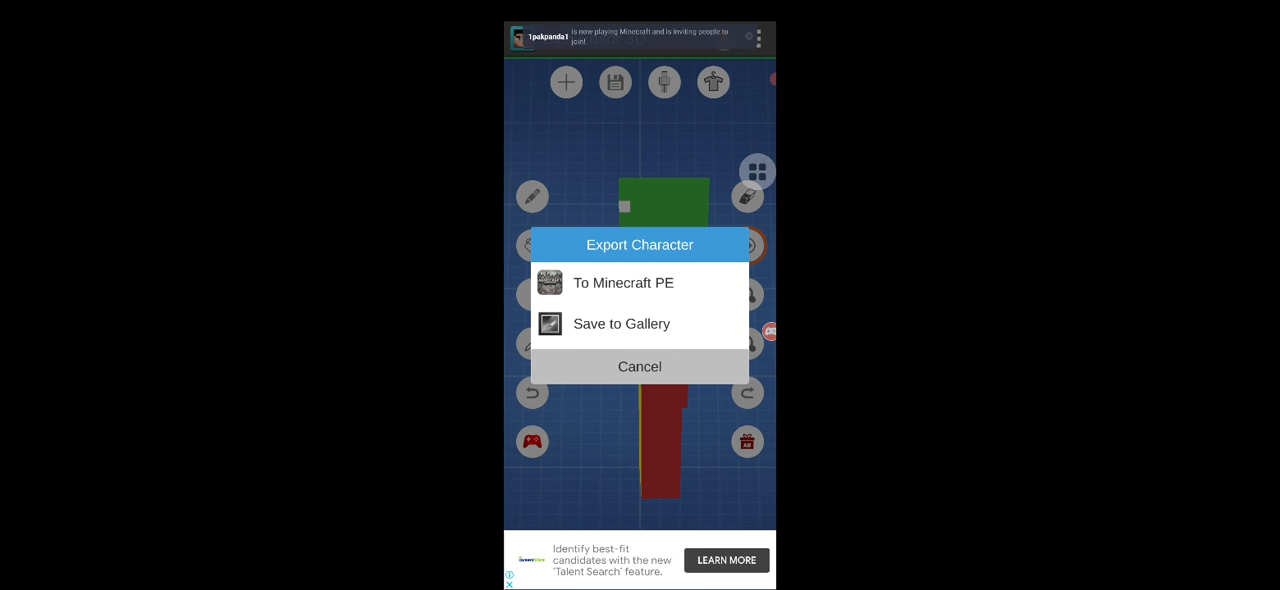 1pakpanda1 is now playing Minecraft and is inviting people to
join!
Export Character
To Minecraft PE
Save to Gallery
Cancel
AD
Identify best-fit
candidates with the new
'Talent Search' feature.
LEARN MORE